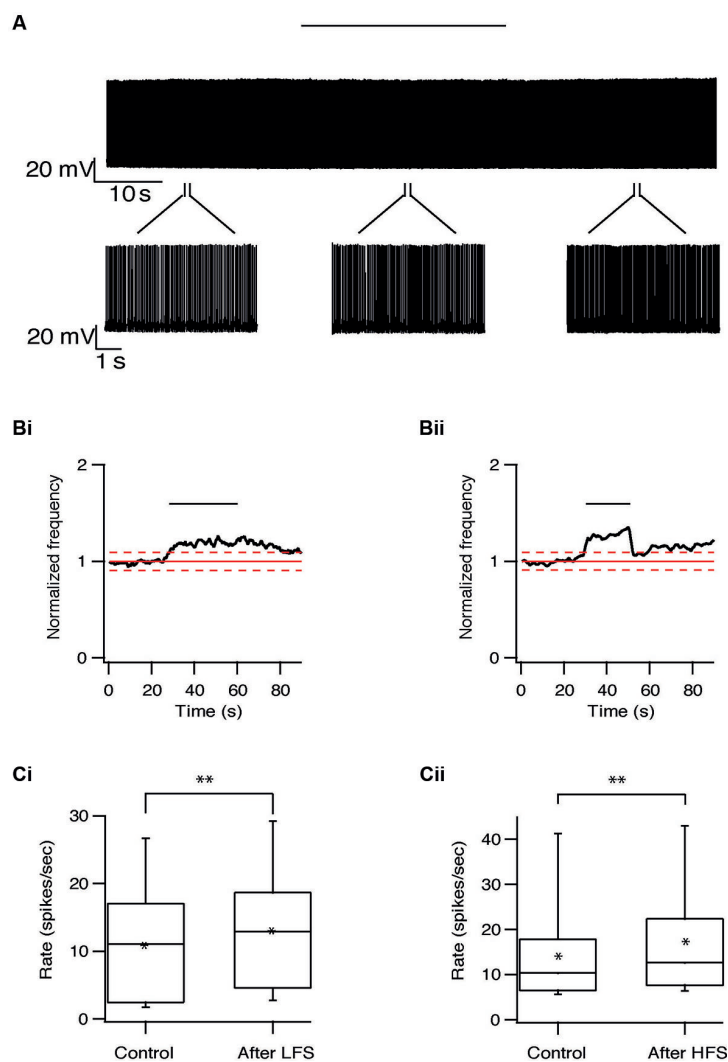 A
20 mV
10 s
20 mV
1 s
Bi
Bii
2
1
0
Normalized frequency
0 20 40 60 80
Time (s)
2
1
0
Normalized frequency
0 20 40 60 80
Time (s)
Ci
Cii
**
30
20
10
0
Rate (spikes/sec)
*
*
Control After LFS
**
40
30
20
10
0
Rate (spikes/sec)
*
*
Control After HFS